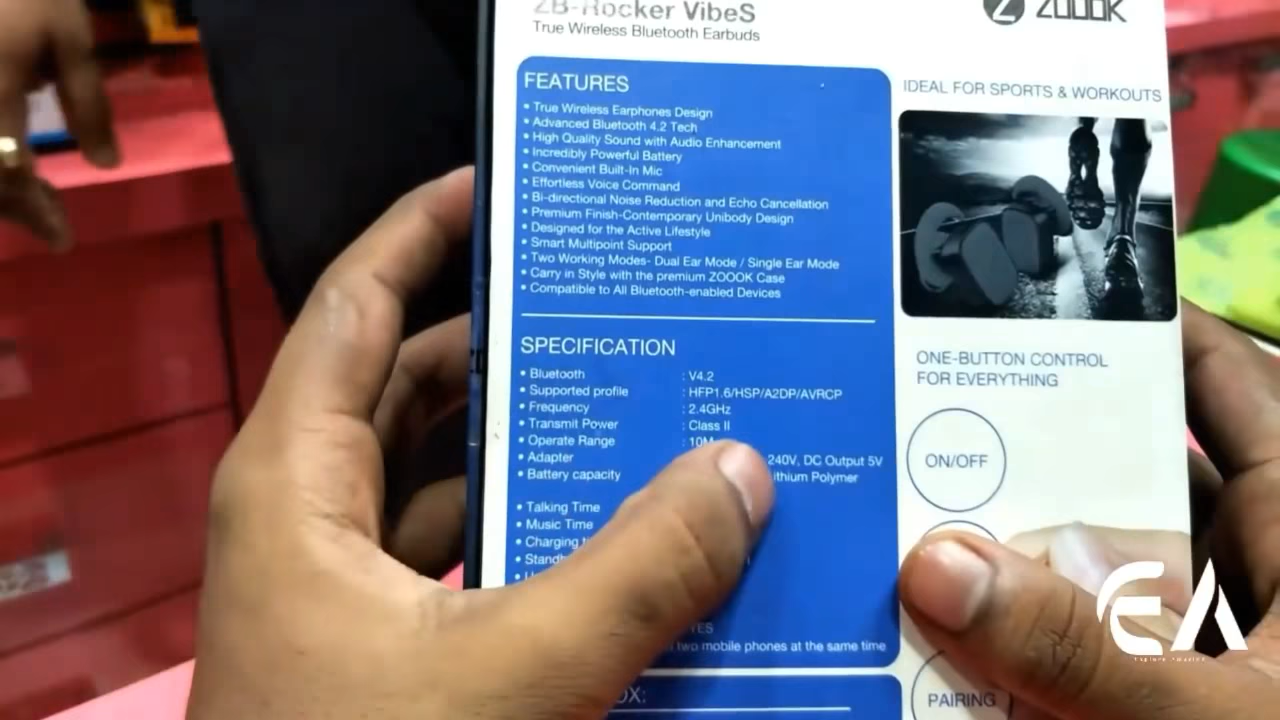 ZB-Rocker VibeS
True Wireless Bluetooth Earbuds
ZOOOK
FEATURES
• True Wireless Earphones Design
• Advanced Bluetooth 4.2 Tech
• High Quality Sound with Audio Enhancement
• Incredibly Powerful Battery
• Convenient Built-In Mic
• Effortless Voice Command
• Bi-directional Noise Reduction and Echo Cancellation
• Premium Finish-Contemporary Unibody Design
• Designed for the Active Lifestyle
• Smart Multipoint Support
• Two Working Modes- Dual Ear Mode / Single Ear Mode
• Carry in Style with the premium ZOOOK Case
• Compatible to All Bluetooth-enabled Devices
SPECIFICATION
• Bluetooth : V4.2
• Supported profile : HFP1.6/HSP/A2DP/AVRCP
• Frequency : 2.4GHz
• Transmit Power : Class II
• Operate Range : 10M
• Adapter 240V, DC Output 5V
• Battery capacity ithium Polymer
• Talking Time
• Music Time
• Charging
• Standb
YES
two mobile phones at the same time
OX:
IDEAL FOR SPORTS & WORKOUTS
ONE-BUTTON CONTROL
FOR EVERYTHING
ON/OFF
PAIRING
EA